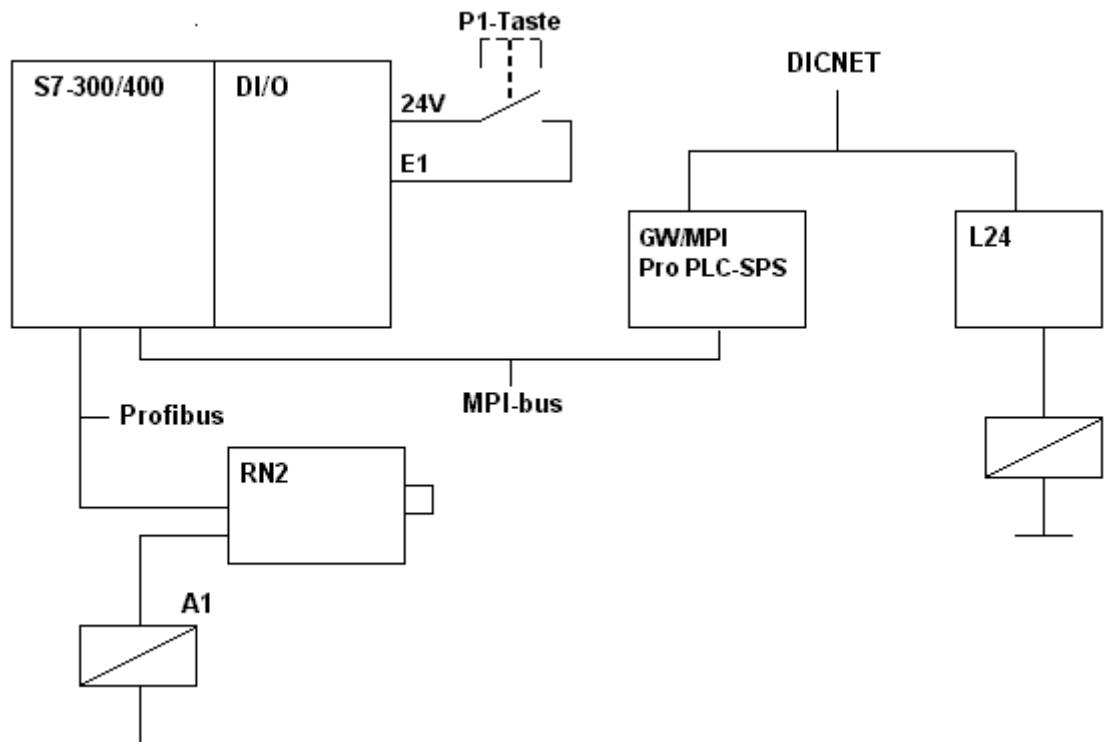 P1-Taste
DICNET
S7-300/400
DI/O
24V
E1
GW/MPI
Pro PLC-SPS
L24
MPI-bus
Profibus
RN2
A1